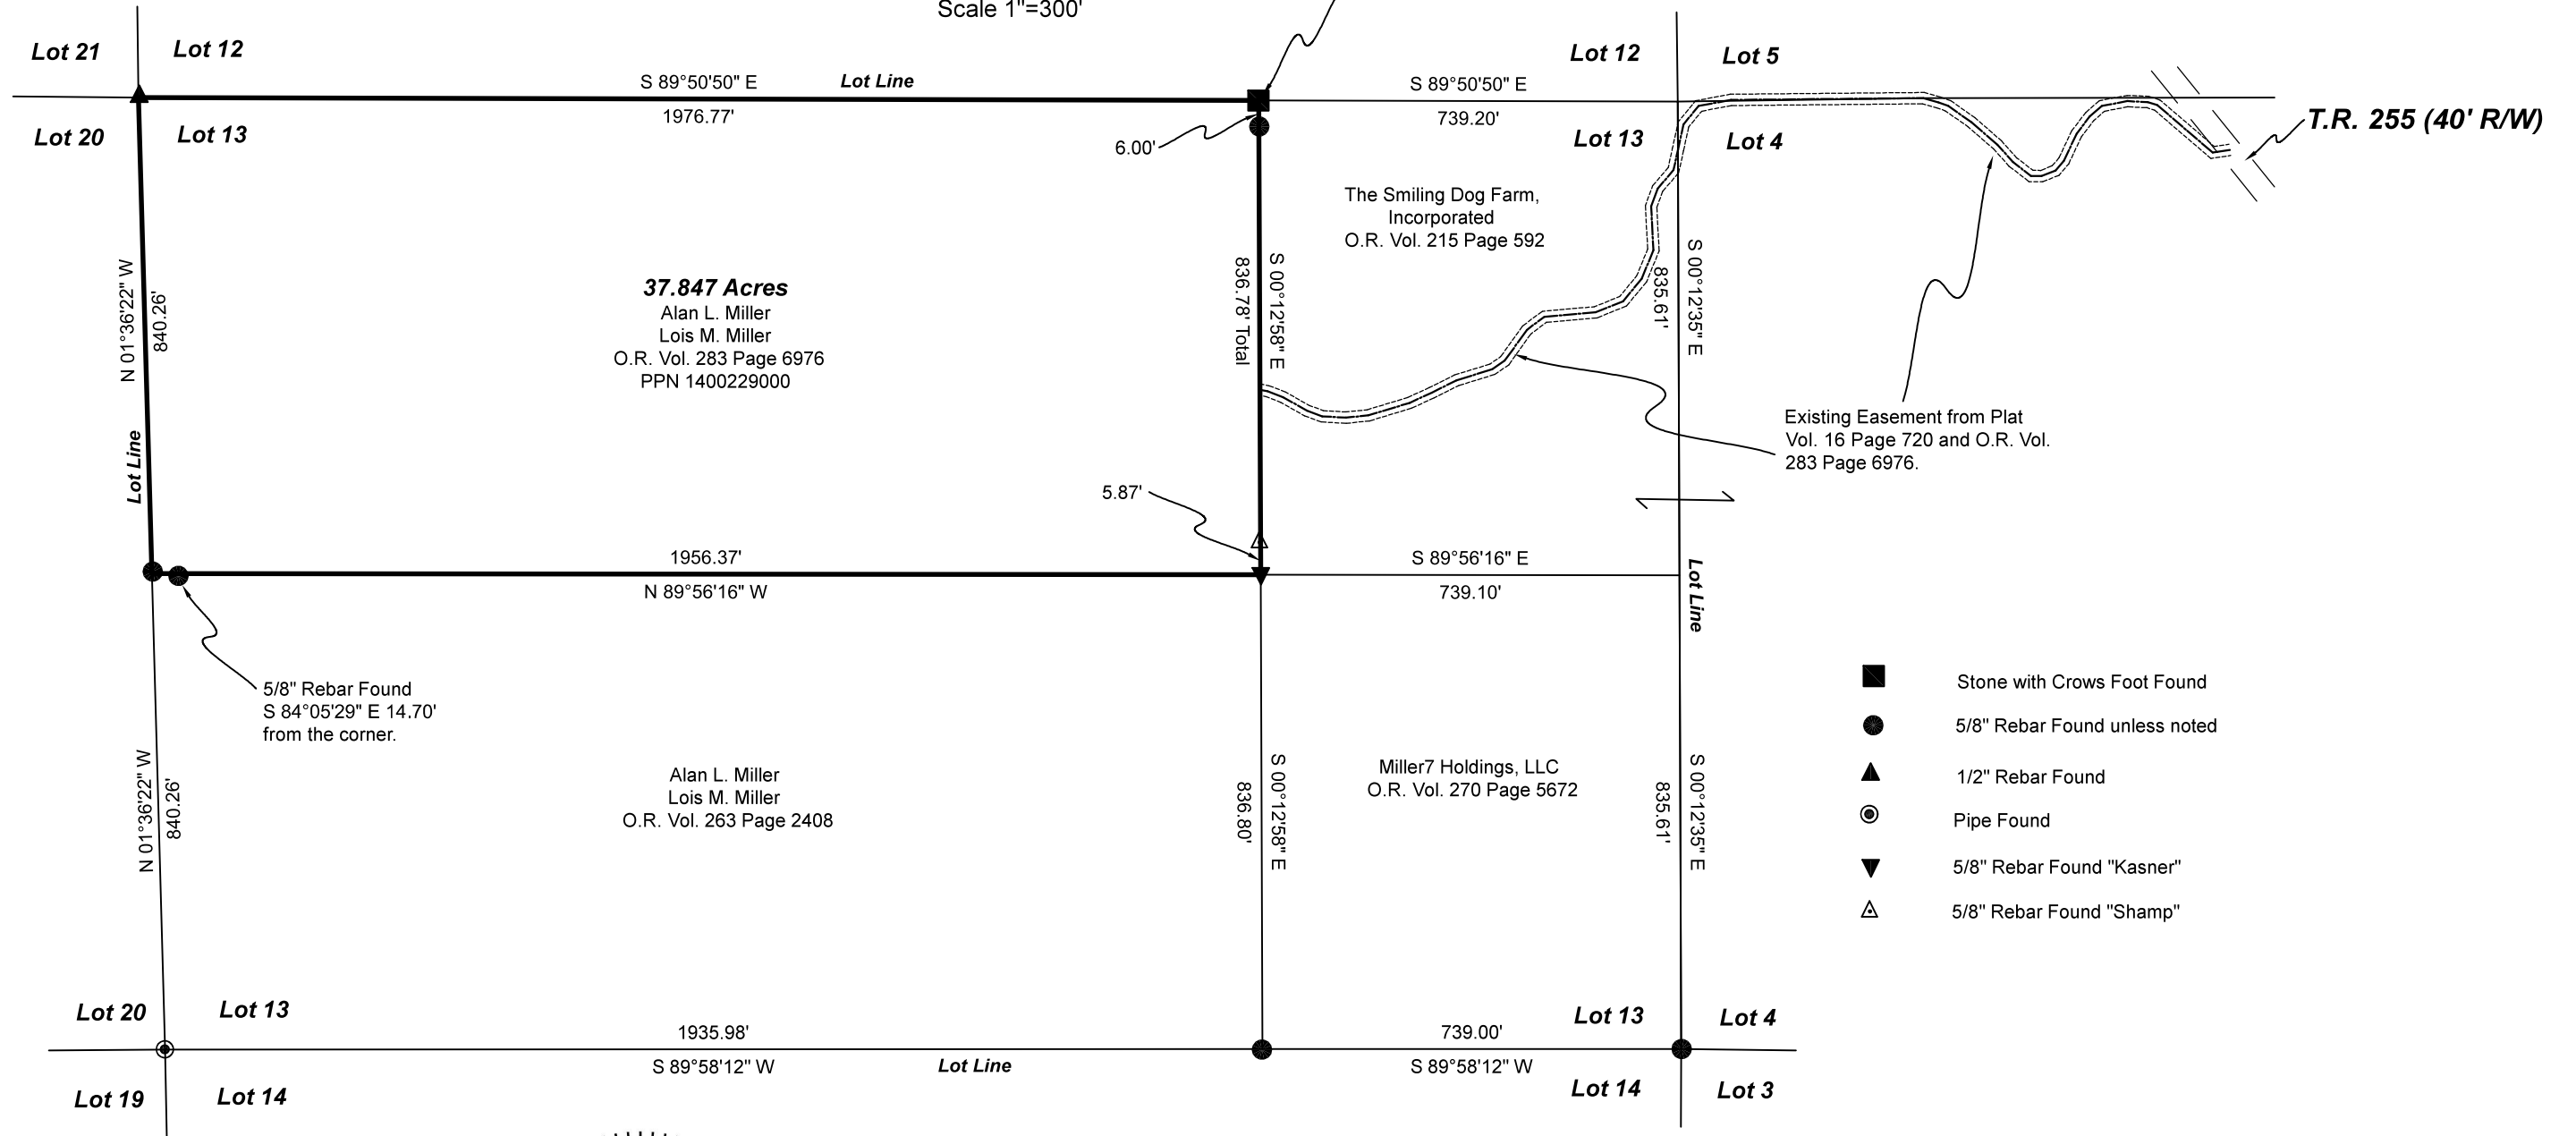 Scale 1"=300'
Lot 21
Lot 12
Lot 12
Lot 5
S 89°50'50" E
Lot Line
S 89°50'50" E
1976.77'
739.20'
T.R. 255 (40' R/W)
Lot 20
Lot 13
6.00'
Lot 13
Lot 4
The Smiling Dog Farm,
Incorporated
O.R. Vol. 215 Page 592
N 01°36'22" W
840.26'
Lot Line
37.847 Acres
Alan L. Miller
Lois M. Miller
O.R. Vol. 283 Page 6976
PPN 1400229000
836.78' Total
S 00°12'58" E
835.61'
S 00°12'35" E
Existing Easement from Plat
Vol. 16 Page 720 and O.R. Vol.
283 Page 6976.
5.87'
1956.37'
N 89°56'16" W
S 89°56'16" E
739.10'
Lot Line
5/8" Rebar Found
S 84°05'29" E 14.70'
from the corner.
N 01°36'22" W
840.26'
Alan L. Miller
Lois M. Miller
O.R. Vol. 263 Page 2408
836.80'
S 00°12'58" E
Miller7 Holdings, LLC
O.R. Vol. 270 Page 5672
835.61'
S 00°12'35" E
Stone with Crows Foot Found
5/8" Rebar Found unless noted
1/2" Rebar Found
Pipe Found
5/8" Rebar Found "Kasner"
5/8" Rebar Found "Shamp"
Lot 20
Lot 13
Lot 13
Lot 4
1935.98'
739.00'
S 89°58'12" W
Lot Line
S 89°58'12" W
Lot 19
Lot 14
Lot 14
Lot 3